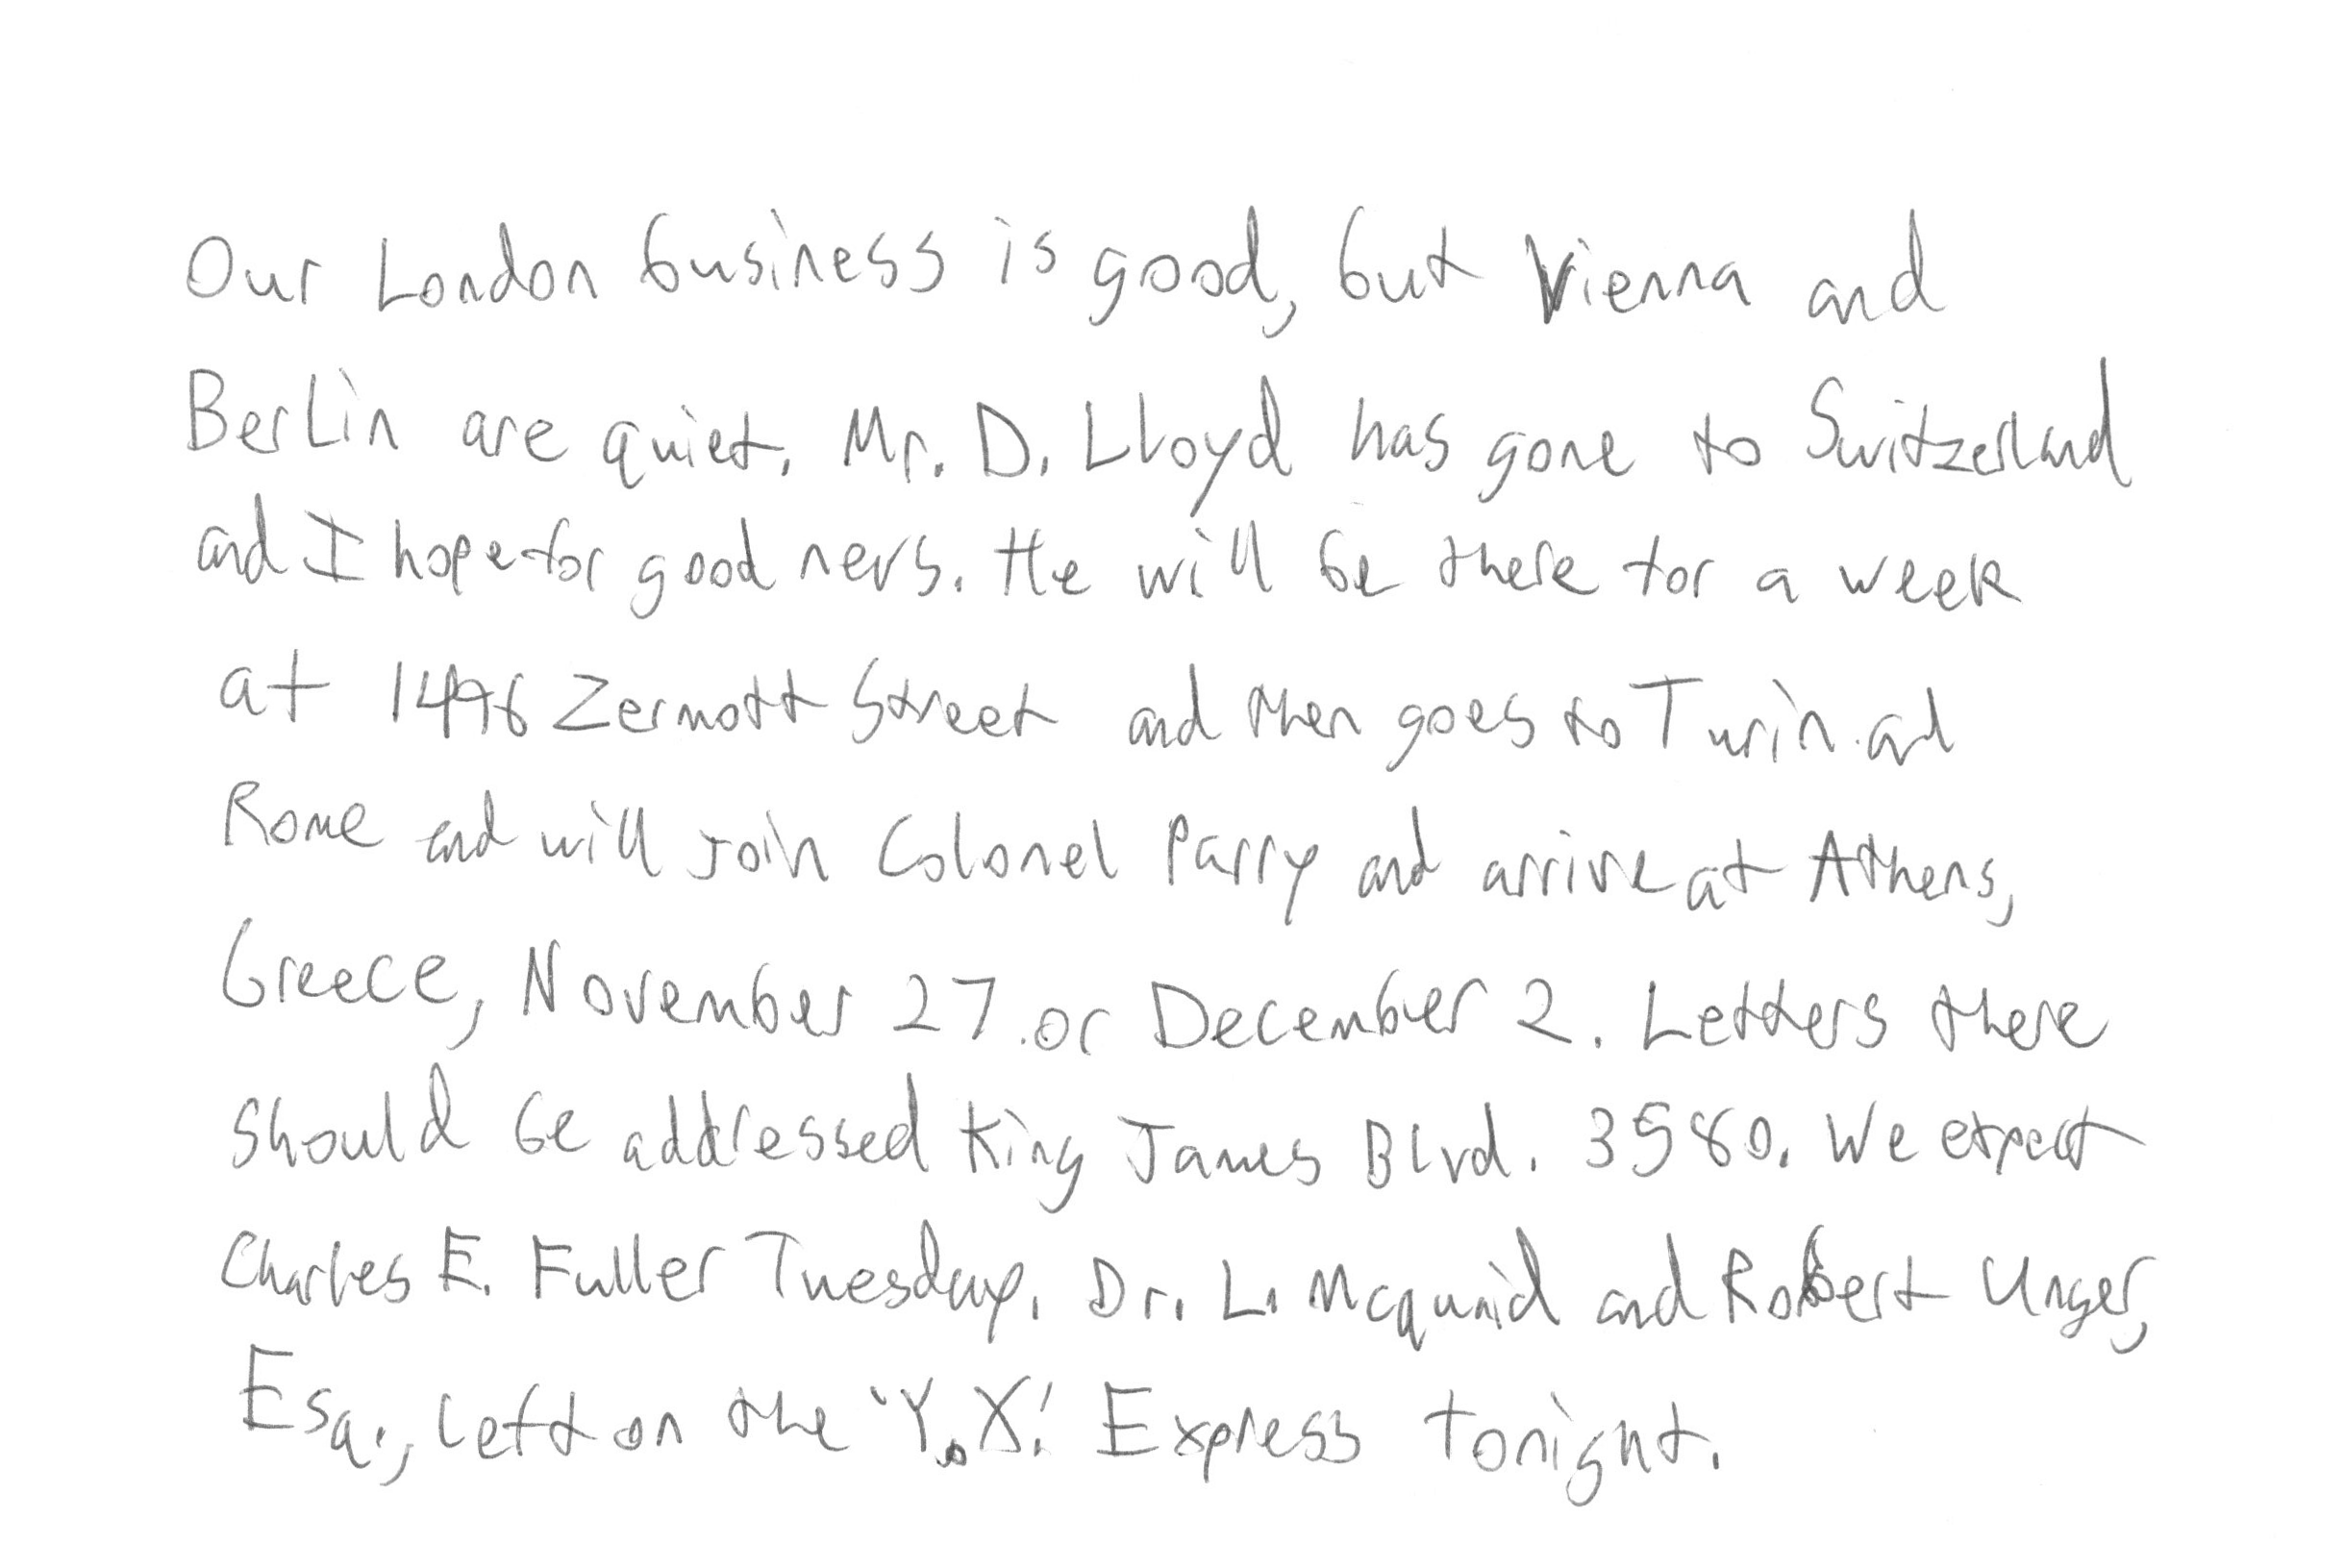 Our London business is good, but Vienna and
Berlin are quiet. Mr. D. Lloyd has gone to Switzerland
and I hope for good news. He will be there for a week
at 1496 Zermott Street and then goes to Turin and
Rome and will join Colonel Parry and arrive at Athens,
Greece, November 27 or December 2. Letters there
should be addressed King James Blvd. 3580. We expect
Charles E. Fuller Tuesday. Dr. L. McQuaid and Robert Unger,
Esq., left on the 'Y.X.' Express tonight.